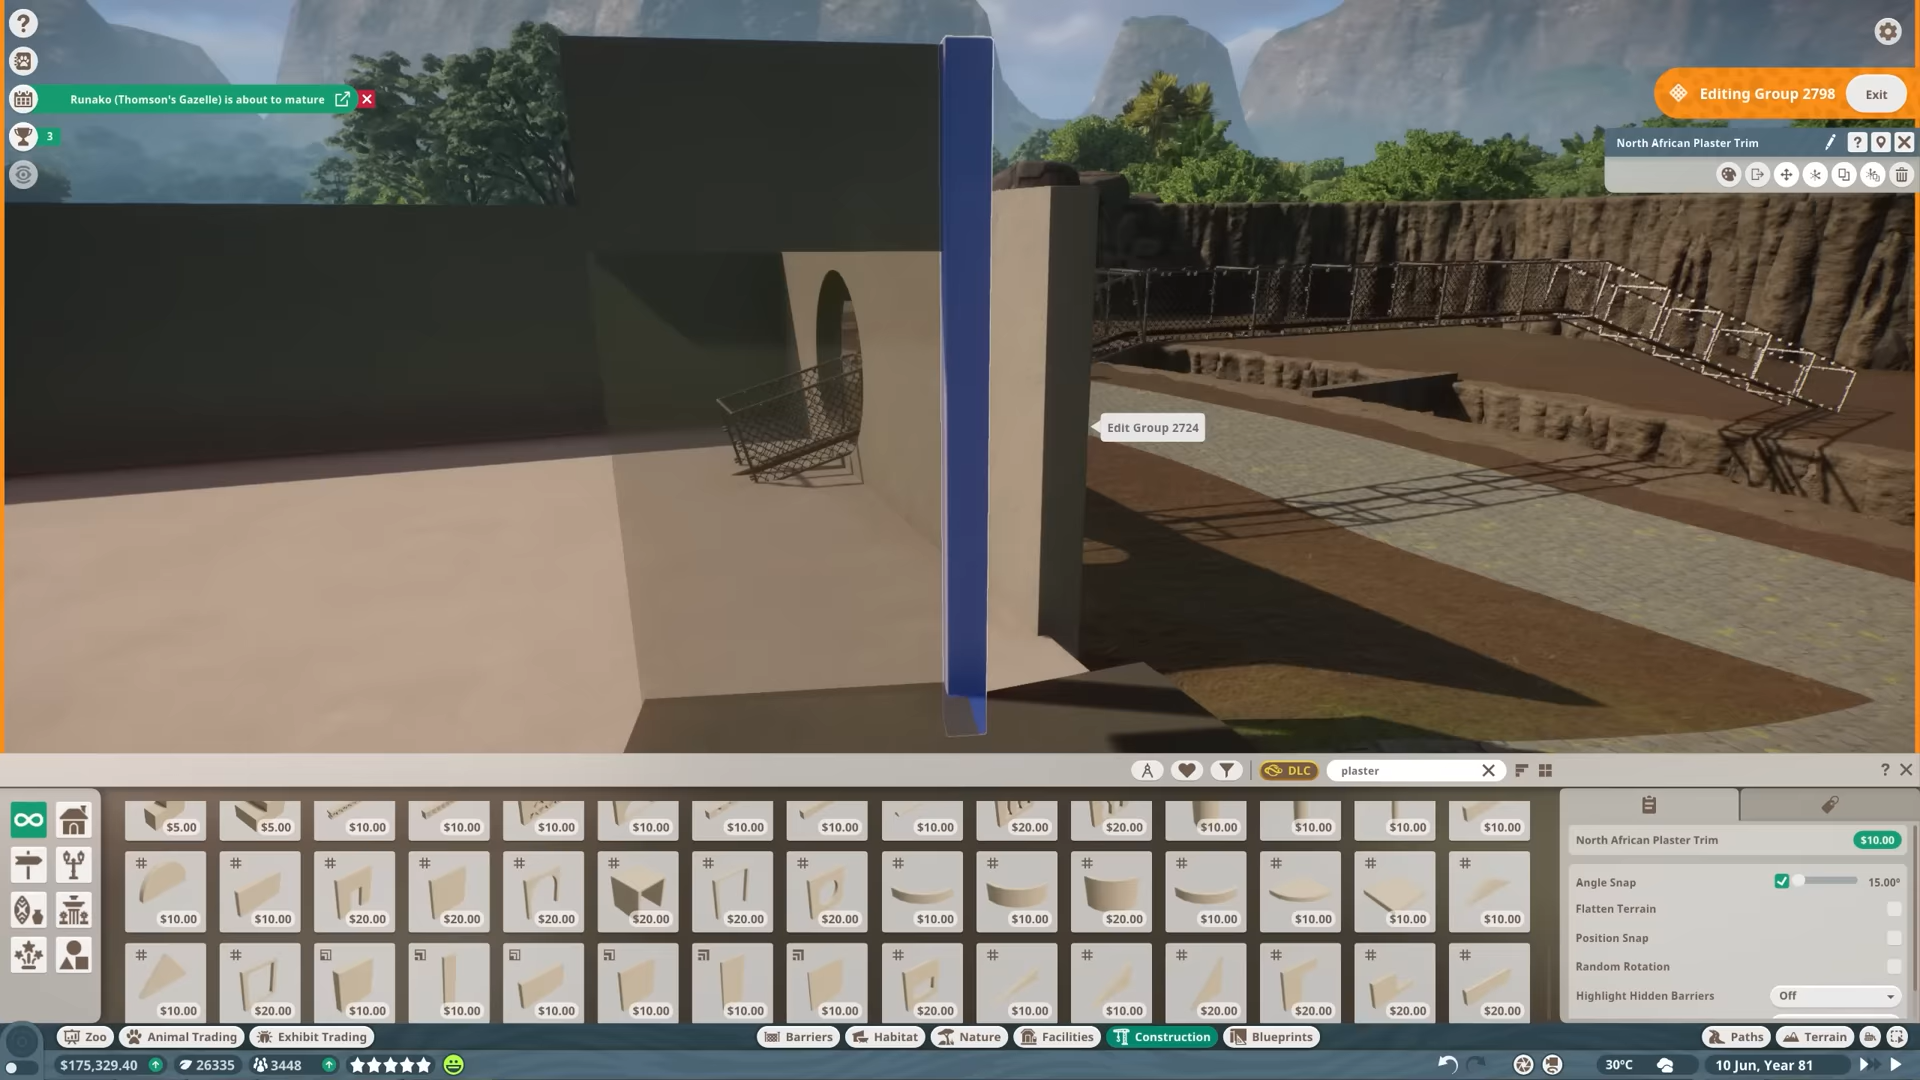 ?
Runako (Thomson's Gazelle) is about to mature
3
Editing Group 2798
Exit
North African Plaster Trim
?
Edit Group 2724
DLC
plaster
?
$5.00
$5.00
$10.00
$10.00
$10.00
$10.00
$10.00
$10.00
$10.00
$20.00
$20.00
$10.00
$10.00
$10.00
$10.00
$10.00
$10.00
$20.00
$20.00
$20.00
$20.00
$20.00
$20.00
$10.00
$10.00
$20.00
$10.00
$10.00
$10.00
$10.00
$10.00
$20.00
$10.00
$10.00
$10.00
$10.00
$10.00
$10.00
$20.00
$10.00
$10.00
$20.00
$20.00
$20.00
$20.00
North African Plaster Trim
$10.00
Angle Snap
15.00°
Flatten Terrain
Position Snap
Random Rotation
Highlight Hidden Barriers
Off
Zoo
Animal Trading
Exhibit Trading
Barriers
Habitat
Nature
Facilities
Construction
Blueprints
Paths
Terrain
$175,329.40
26335
3448
30°C
10 Jun, Year 81